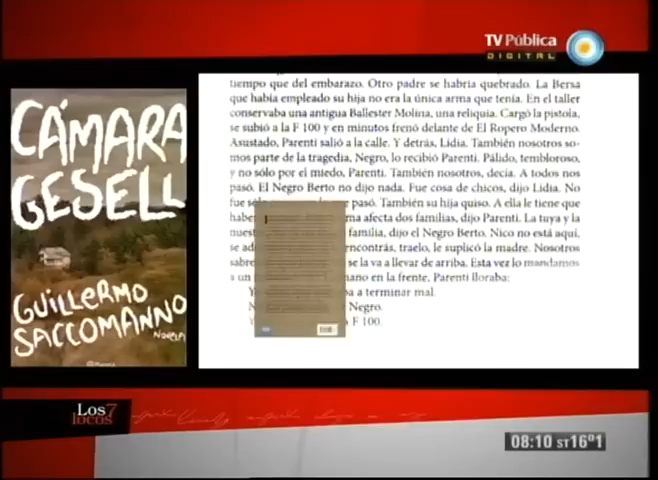 TV Pública
DIGITAL
CÁMARA
GESELL
GUILLERMO
SACCOMANNO
NOVELA
tiempo que del embarazo. Otro padre se habría quebrado. La Bersa
que había empleado su hija no era la única arma que tenía. En el taller
conservaba una antigua Ballester Molina, una reliquia. Cargó la pistola,
se subió a la F 100 y en minutos frenó delante de El Ropero Moderno.
Asustado, Parenti salió a la calle. Y detrás, Lidia. También nosotros so-
mos parte de la tragedia, Negro, lo recibió Parenti. Pálido, tembloroso,
y no sólo por el miedo, Parenti. También nosotros, decía. A todos nos
pasó. El Negro Berto no dijo nada. Fue cosa de chicos, dijo Lidia. No
fue pasó. También su hija quiso. A ella le tiene que
afecta dos familias, dijo Parenti. La tuya y la
familia, dijo el Negro Berto. Nico no está aquí,
traelo, le suplicó la madre. Nosotros
se la va a llevar de arriba. Esta vez lo mandamos
a un en la frente, Parenti lloraba:
a terminar mal.
Negro.
F 100.
Los 7
locos
08:10 ST 16º1